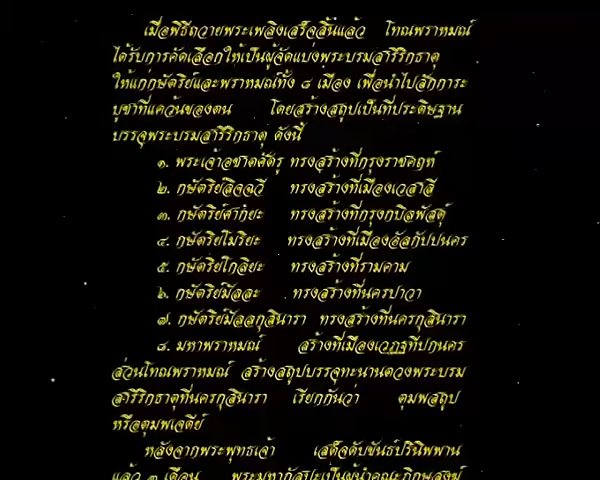 เมื่อพิธีถวายพระเพลิงเสร็จสิ้นแล้ว โทณพราหมณ์
ได้รับการคัดเลือกให้เป็นผู้จัดแบ่งพระบรมสารีริกธาตุ
ให้แก่กษัตริย์และพราหมณ์ทั้ง ๘ เมือง เพื่อนำไปสักการะ
บูชาที่แคว้นของตน โดยสร้างสถูปเป็นที่ประดิษฐาน
บรรจุพระบรมสารีริกธาตุ ดังนี้
๑. พระเจ้าอชาตศัตรู ทรงสร้างที่กรุงราชคฤห์
๒. กษัตริย์ลิจฉวี ทรงสร้างที่เมืองเวสาลี
๓. กษัตริย์ศากยะ ทรงสร้างที่กรุงกบิลพัสดุ์
๔. กษัตริย์โมริยะ ทรงสร้างที่เมืองอัลกัปปนคร
๕. กษัตริย์โกลิยะ ทรงสร้างที่รามคาม
๖. กษัตริย์มัลละ ทรงสร้างที่นครปาวา
๗. กษัตริย์มัลลกุสินารา ทรงสร้างที่นครกุสินารา
๘. มหาพราหมณ์ สร้างที่เมืองเวฏฐทีปกนคร
ส่วนโทณพราหมณ์ สร้างสถูปบรรจุทะนานตวงพระบรม
สารีริกธาตุที่นครกุสินารา เรียกกันว่า ตุมพสถูป
หรือตุมพเจดีย์
หลังจากพระพุทธเจ้า เสด็จดับขันธ์ปรินิพพาน
แล้ว ๓ เดือน พระมหากัสสปะเป็นผู้นำคณะภิกษุสงฆ์